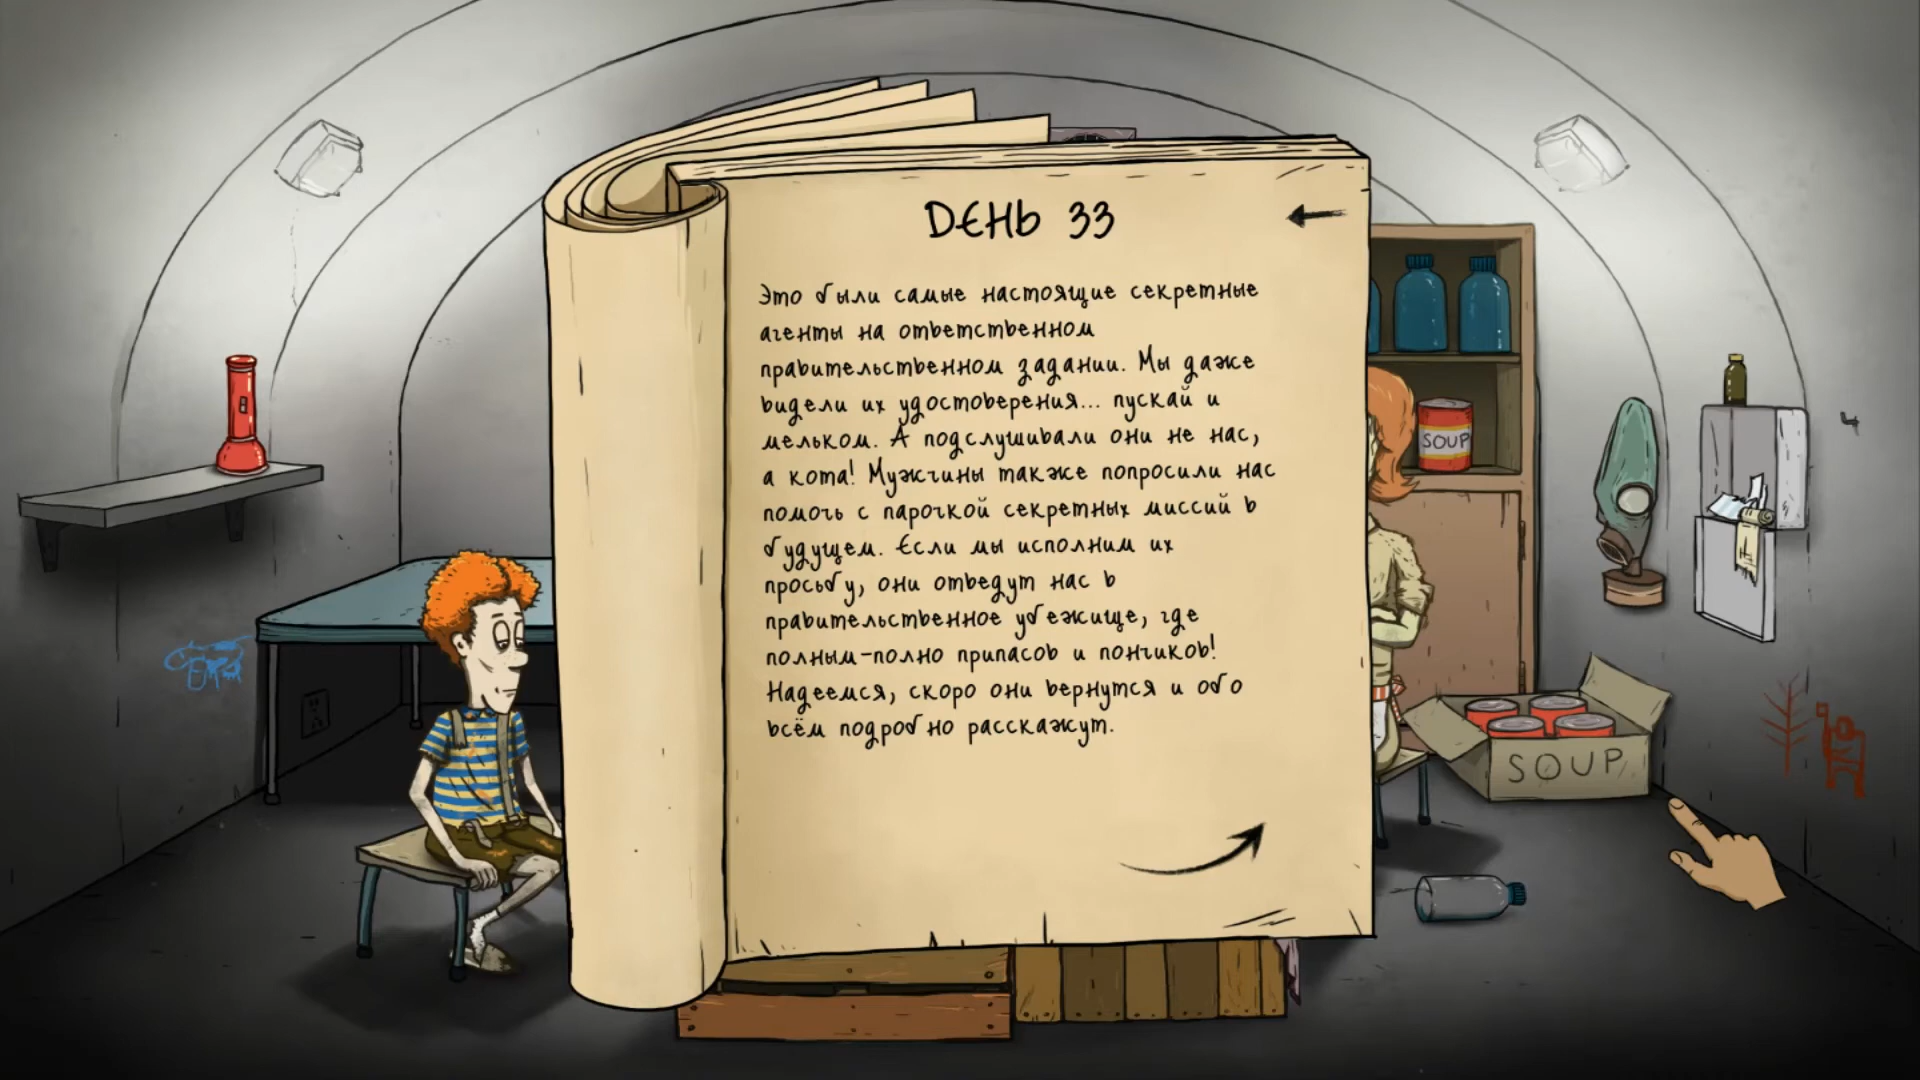 ДЕНЬ 33
Это были самые настоящие секретные
агенты на ответственном
правительственном задании. Мы даже
видели их удостоверения... пускай и
мельком. А подслушивали они не нас,
а кота! Мужчины также попросили нас
помочь с парочкой секретных миссий в
будущем. Если мы исполним их
просьбу, они отведут нас в
правительственное убежище, где
полным-полно припасов и пончиков!
Надеемся, скоро они вернутся и обо
всём подробно расскажут.
SOUP
SOUP